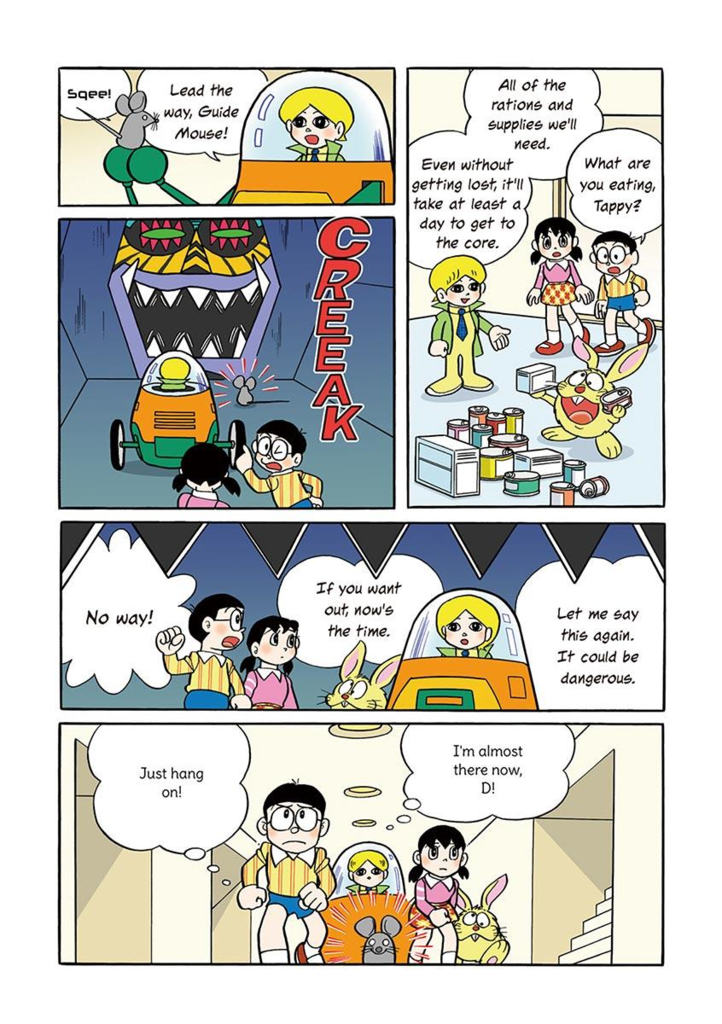 What are
you eating,
Tappy?
All of the
rations and
supplies we'll
need.
Even without
getting lost, it'll
take at least a
day to get to
the core.
Lead the
way, Guide
Mouse!
Sqee!
CREEAK
Let me say
this again.
It could be
dangerous.
If you want
out, now's
the time.
No way!
I'm almost
there now,
D!
Just hang
on!